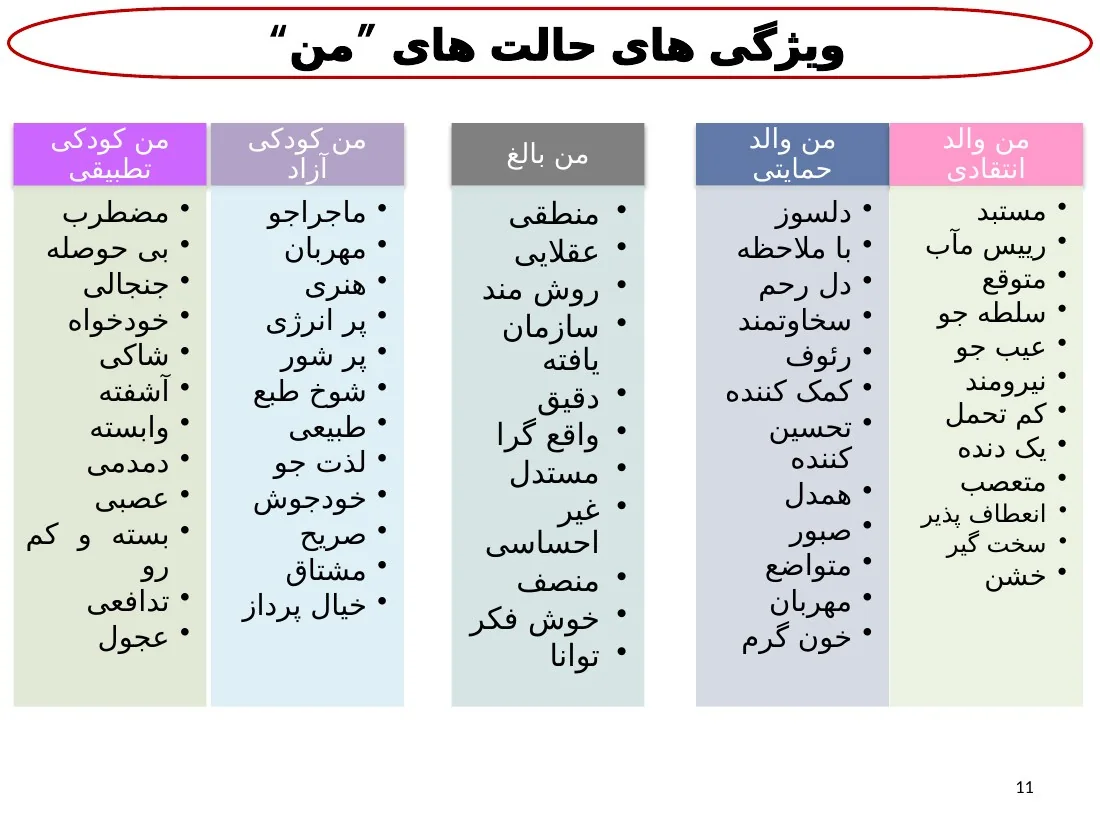 ویژگی های حالت های ”من“
من والد
انتقادی
مستبد
رییس مآب
متوقع
سلطه جو
عیب جو
نیرومند
کم تحمل
یک دنده
متعصب
انعطاف پذیر
سخت گیر
خشن
من والد
حمایتی
دلسوز
با ملاحظه
دل رحم
سخاوتمند
رئوف
کمک کننده
تحسین
کننده
همدل
صبور
متواضع
مهربان
خون گرم
من بالغ
منطقی
عقلایی
روش مند
سازمان
یافته
دقیق
واقع گرا
مستدل
غیر
احساسی
منصف
خوش فکر
توانا
من کودکی
آزاد
ماجراجو
مهربان
هنری
پر انرژی
پر شور
شوخ طبع
طبیعی
لذت جو
خودجوش
صریح
مشتاق
خیال پرداز
من کودکی
تطبیقی
مضطرب
بی حوصله
جنجالی
خودخواه
شاکی
آشفته
وابسته
دمدمی
عصبی
بسته و کم
رو
تدافعی
عجول
11